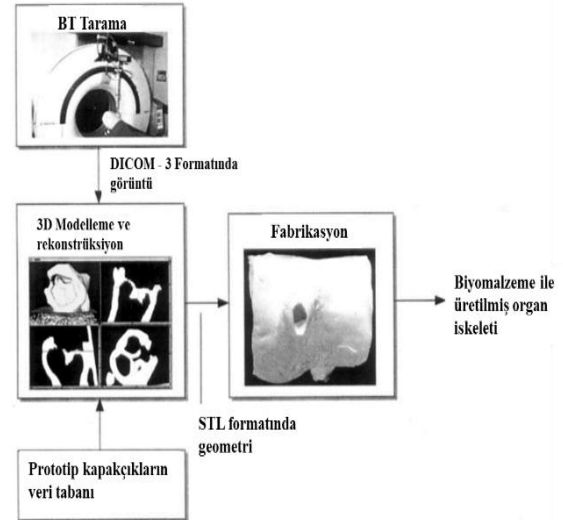 BT Tarama
DICOM - 3 Formatında
görüntü
3D Modelleme ve
rekonstrüksiyon
Fabrikasyon
Biyomalzeme ile
üretilmiş organ
iskeleti
STL formatında
geometri
Prototip kapakçıkların
veri tabanı